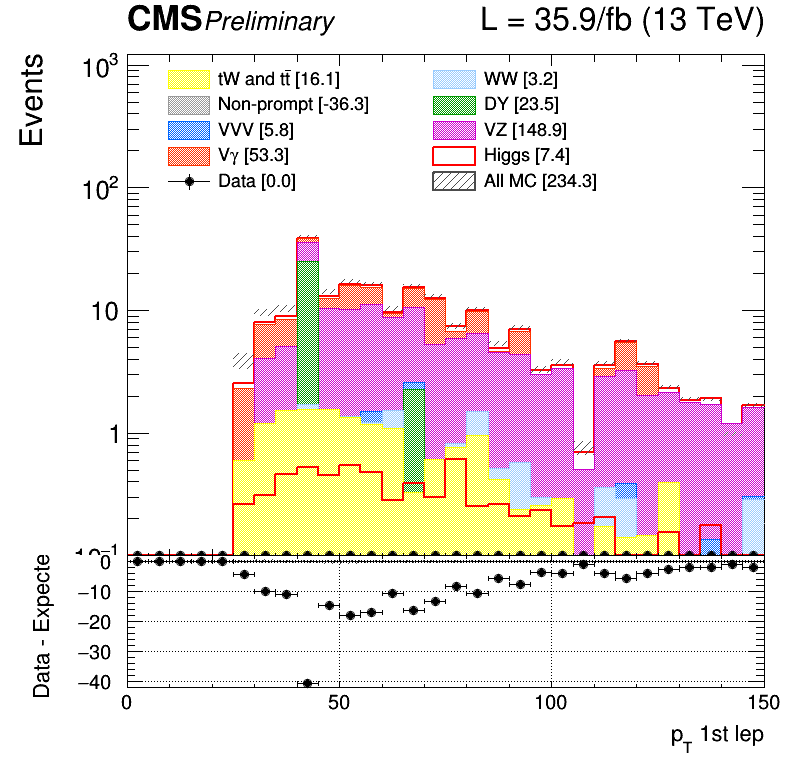 CMS Preliminary L = 35.9/fb (13 TeV)
Events
10³
10²
10
1
10⁻¹
tW and tt̄ [16.1]
Non-prompt [-36.3]
VVV [5.8]
Vγ [53.3]
Data [0.0]
WW [3.2]
DY [23.5]
VZ [148.9]
Higgs [7.4]
All MC [234.3]
Data - Expecte
0
−10
−20
−30
−40
0 50 100 150
p_T 1st lep